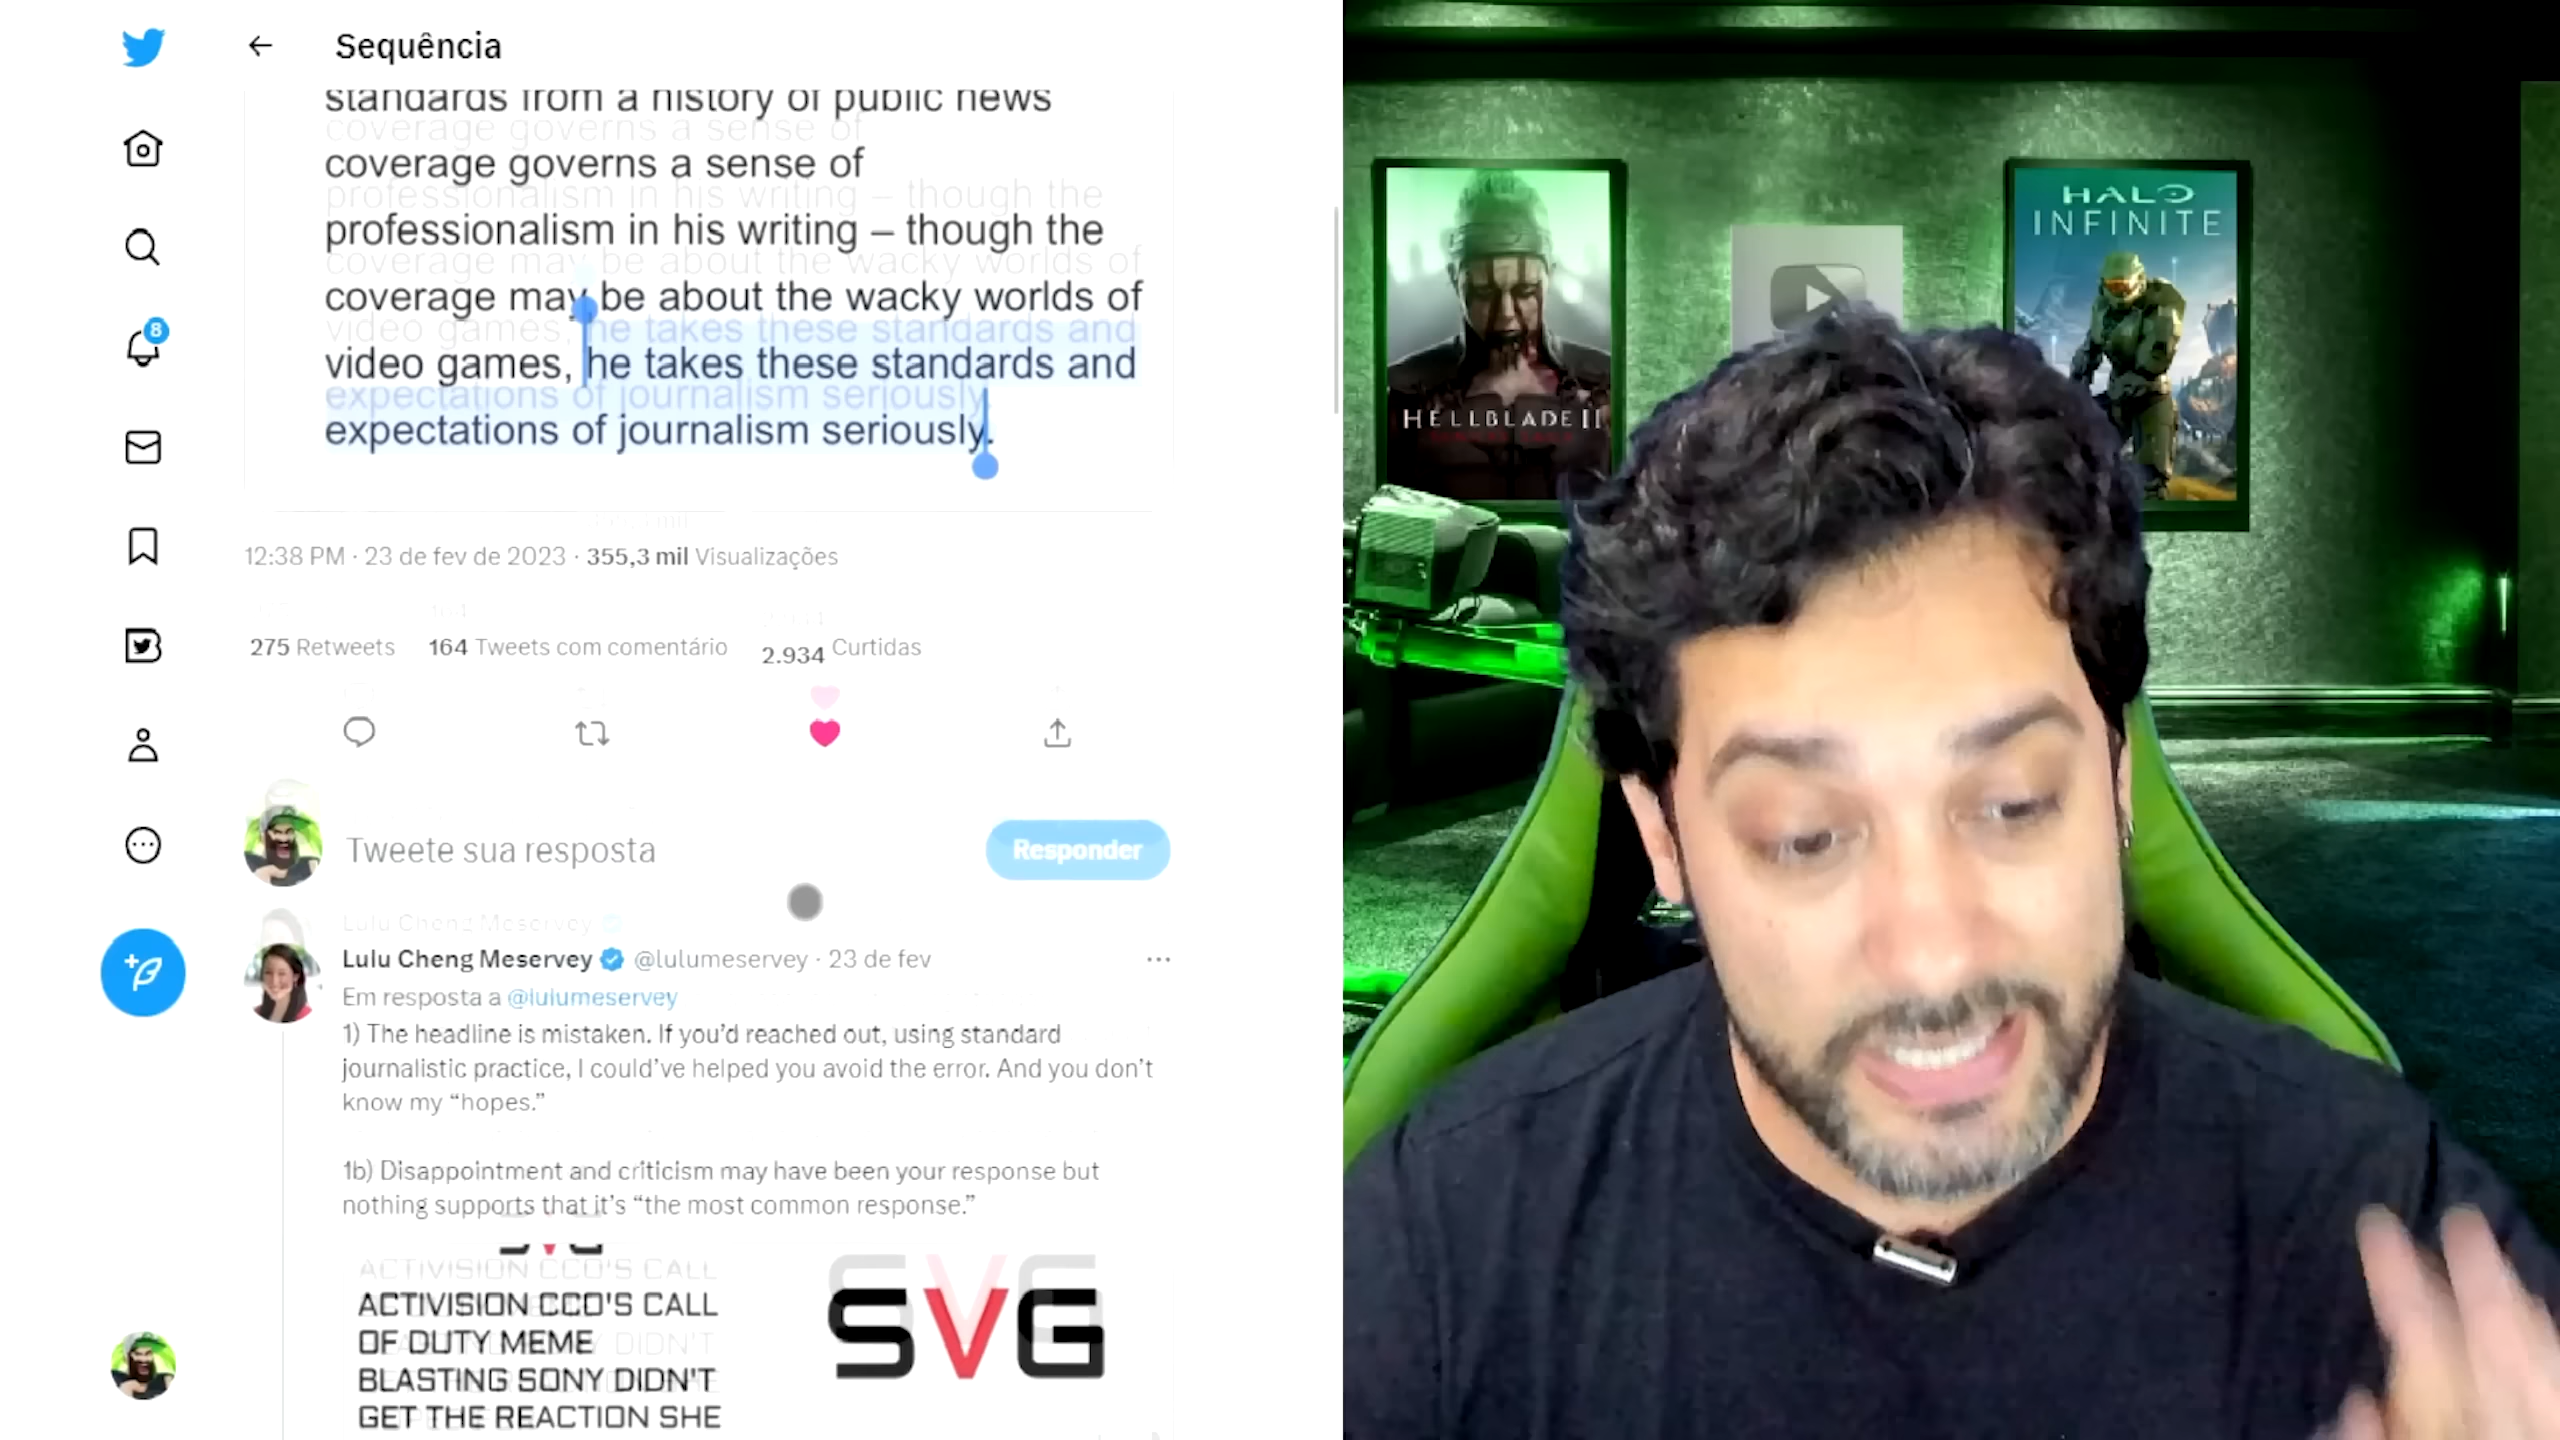 Sequência
standards from a history of public news
coverage governs a sense of
professionalism in his writing – though the
coverage may be about the wacky worlds of
video games, he takes these standards and
expectations of journalism seriously.
12:38 PM · 23 de fev de 2023 · 355,3 mil Visualizações
275 Retweets 164 Tweets com comentário 2.934 Curtidas
8
Tweete sua resposta
Responder
Lulu Cheng Meservey @lulumeservey · 23 de fev
Em resposta a @lulumeservey
1) The headline is mistaken. If you’d reached out, using standard
journalistic practice, I could’ve helped you avoid the error. And you don’t
know my “hopes.”
1b) Disappointment and criticism may have been your response but
nothing supports that it’s “the most common response.”
ACTIVISION CCO'S CALL
OF DUTY MEME
BLASTING SONY DIDN'T
GET THE REACTION SHE
SVG
HELLBLADE II
HALO
INFINITE